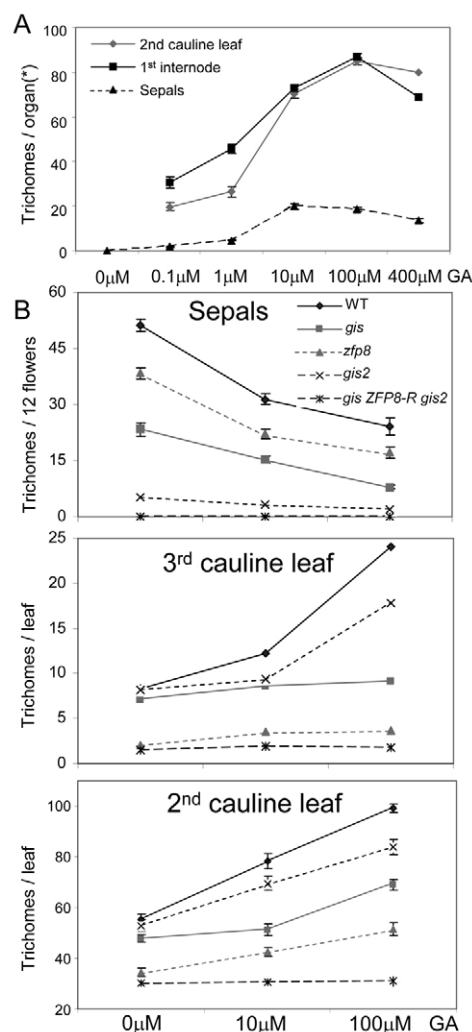 A
Trichomes / organ(*)
100
80
60
40
20
0
2nd cauline leaf
1st internode
Sepals
0µM 0.1µM 1µM 10µM 100µM 400µM GA
B
Sepals
Trichomes / 12 flowers
60
45
30
15
0
WT
gis
zfp8
gis2
gis ZFP8-R gis2
3rd cauline leaf
Trichomes / leaf
25
20
15
10
5
0
2nd cauline leaf
Trichomes / leaf
100
80
60
40
20
0µM 10µM 100µM GA